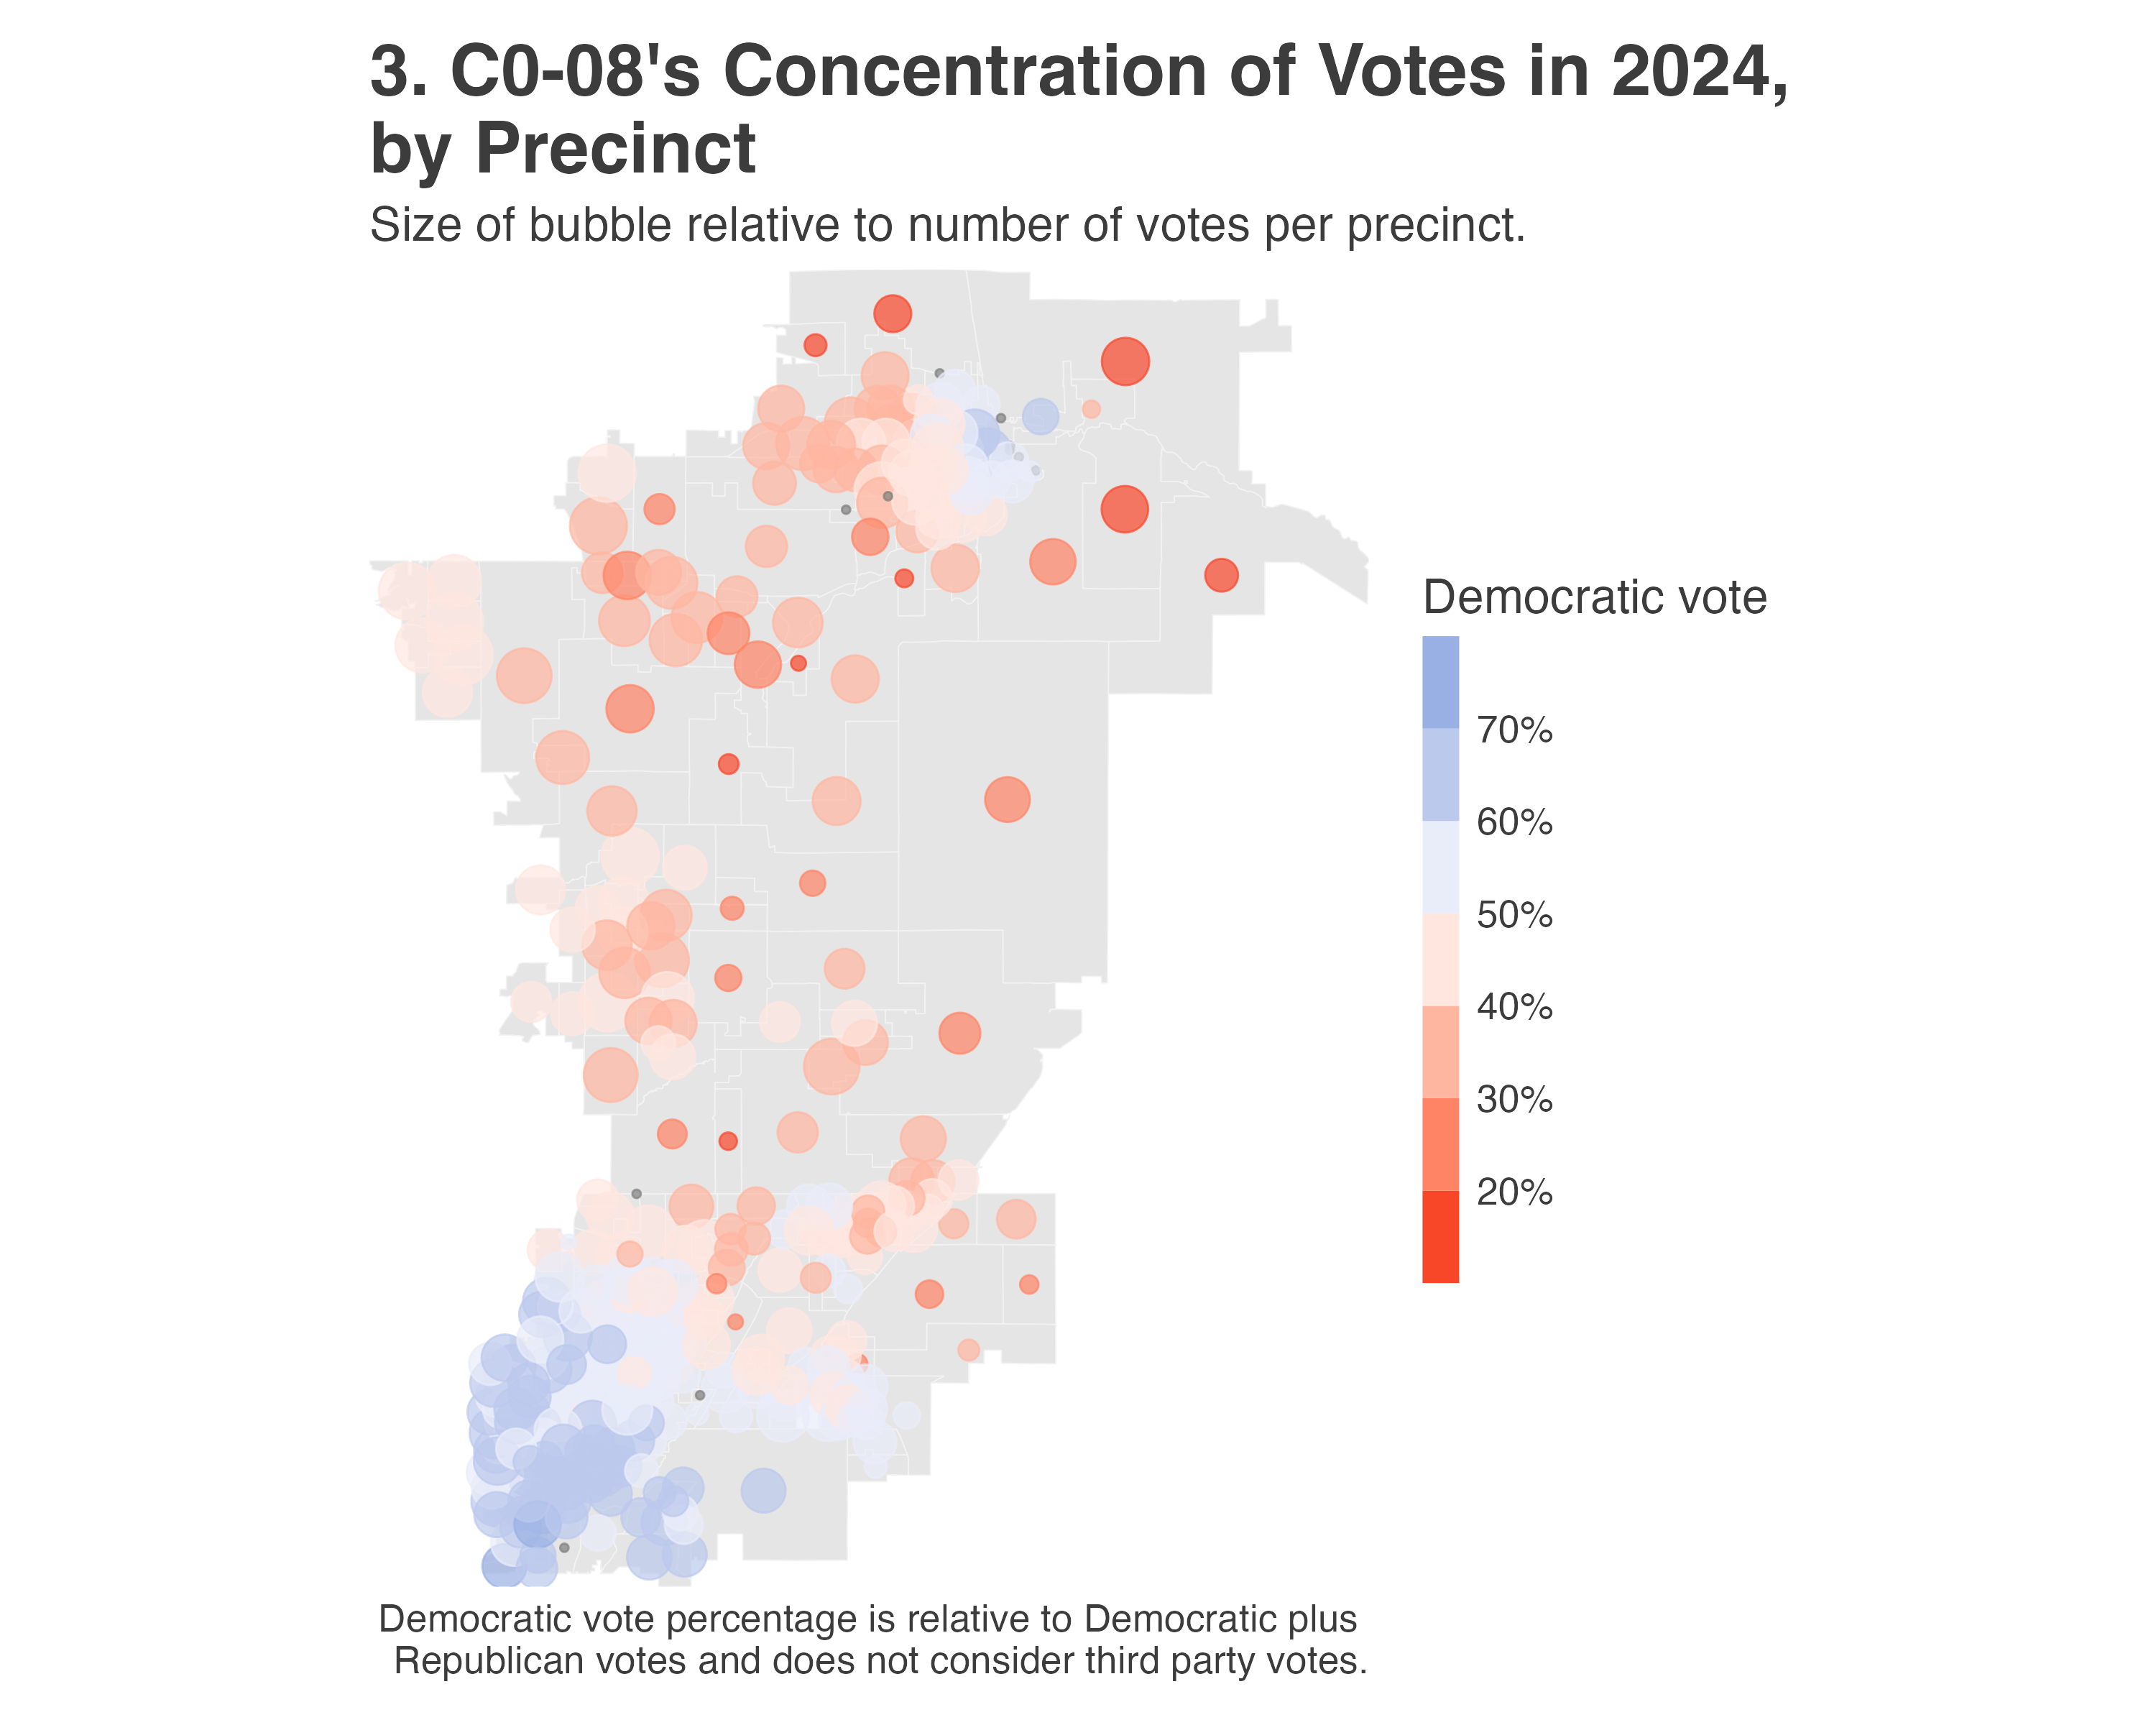 3. C0-08's Concentration of Votes in 2024,
by Precinct
Size of bubble relative to number of votes per precinct.
Democratic vote
70%
60%
50%
40%
30%
20%
Democratic vote percentage is relative to Democratic plus
Republican votes and does not consider third party votes.